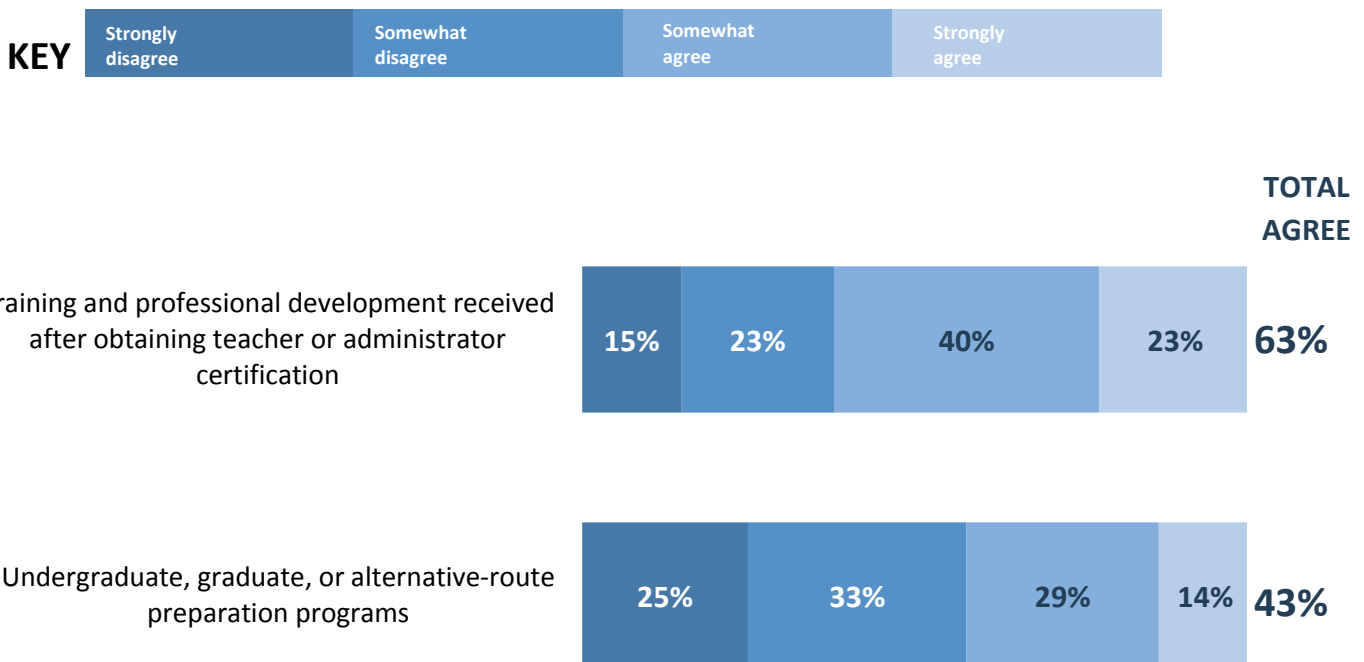 KEY
Strongly
disagree
Somewhat
disagree
Somewhat
agree
Strongly
agree
TOTAL
AGREE
raining and professional development received
after obtaining teacher or administrator
certification
15% 23% 40% 23% 63%
Undergraduate, graduate, or alternative-route
preparation programs
25% 33% 29% 14% 43%